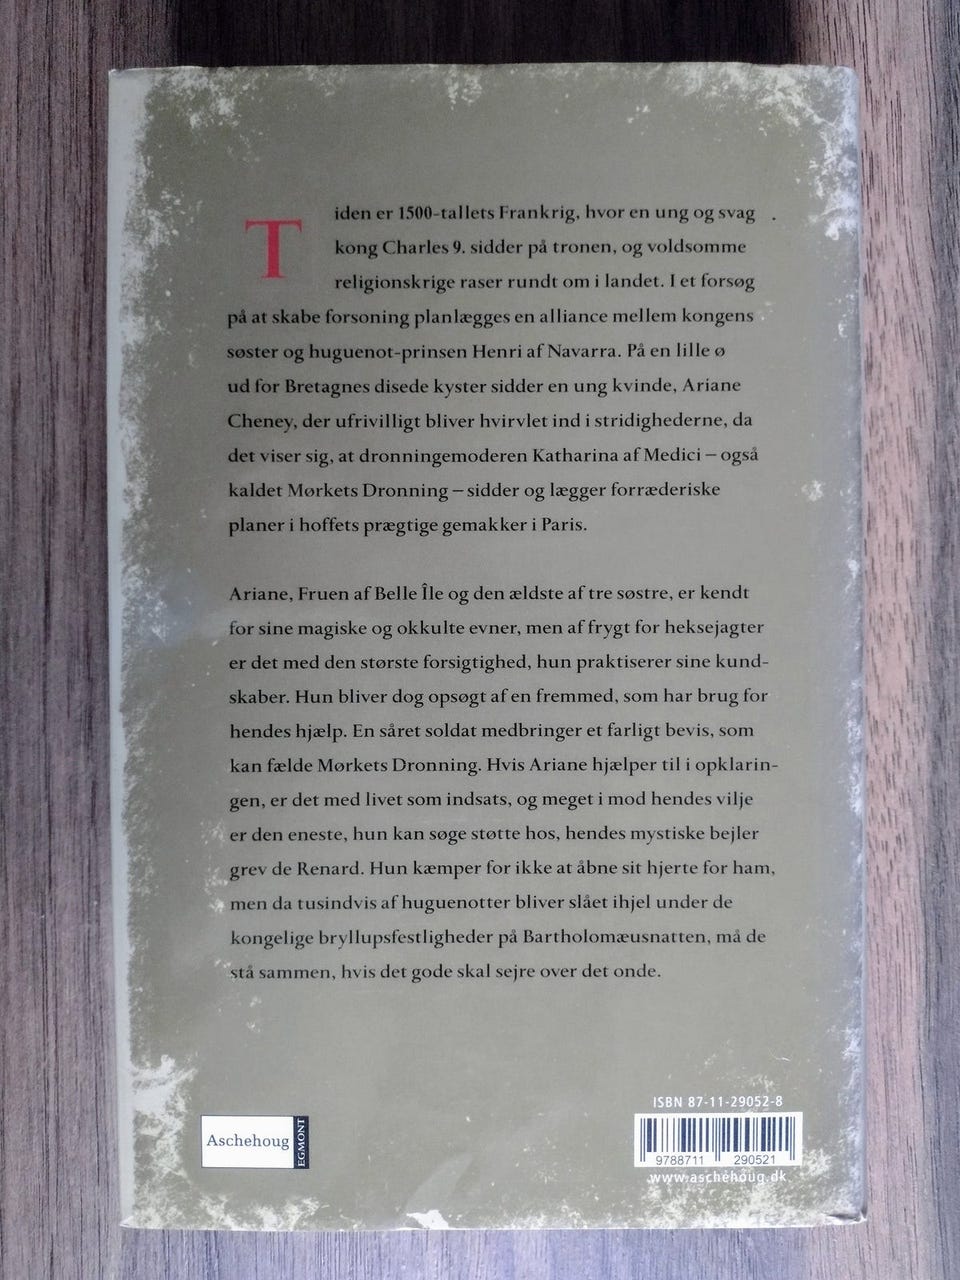 Tiden er 1500-tallets Frankrig, hvor en ung og svag
kong Charles 9. sidder på tronen, og voldsomme
religionskrige raser rundt om i landet. I et forsøg
på at skabe forsoning planlægges en alliance mellem kongens
søster og huguenot-prinsen Henri af Navarra. På en lille ø
ud for Bretagnes disede kyster sidder en ung kvinde, Ariane
Cheney, der ufrivilligt bliver hvirvlet ind i stridighederne, da
det viser sig, at dronningemoderen Katharina af Medici – også
kaldet Mørkets Dronning – sidder og lægger forræderiske
planer i hoffets prægtige gemakker i Paris.
Ariane, Fruen af Belle Île og den ældste af tre søstre, er kendt
for sine magiske og okkulte evner, men af frygt for heksejagter
er det med den største forsigtighed, hun praktiserer sine kund-
skaber. Hun bliver dog opsøgt af en fremmed, som har brug for
hendes hjælp. En såret soldat medbringer et farligt bevis, som
kan fælde Mørkets Dronning. Hvis Ariane hjælper til i opklarin-
gen, er det med livet som indsats, og meget i mod hendes vilje
er den eneste, hun kan søge støtte hos, hendes mystiske bejler
grev de Renard. Hun kæmper for ikke at åbne sit hjerte for ham,
men da tusindvis af huguenotter bliver slået ihjel under de
kongelige bryllupsfestligheder på Bartholomæusnatten, må de
stå sammen, hvis det gode skal sejre over det onde.
Aschehoug
EGMONT
ISBN 87-11-29052-8
9788711 290521
www.aschehoug.dk